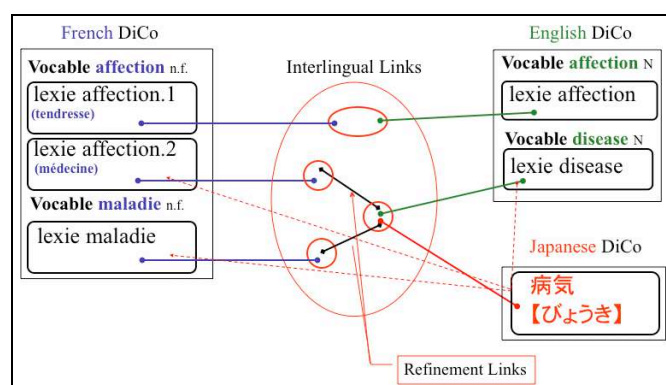 French DiCo
Vocable affection n.f.
lexie affection.1
(tendresse)
lexie affection.2
(médecine)
Vocable maladie n.f.
lexie maladie
Interlingual Links
Refinement Links
English DiCo
Vocable affection N
lexie affection
Vocable disease N
lexie disease
Japanese DiCo
病気
【びょうき】